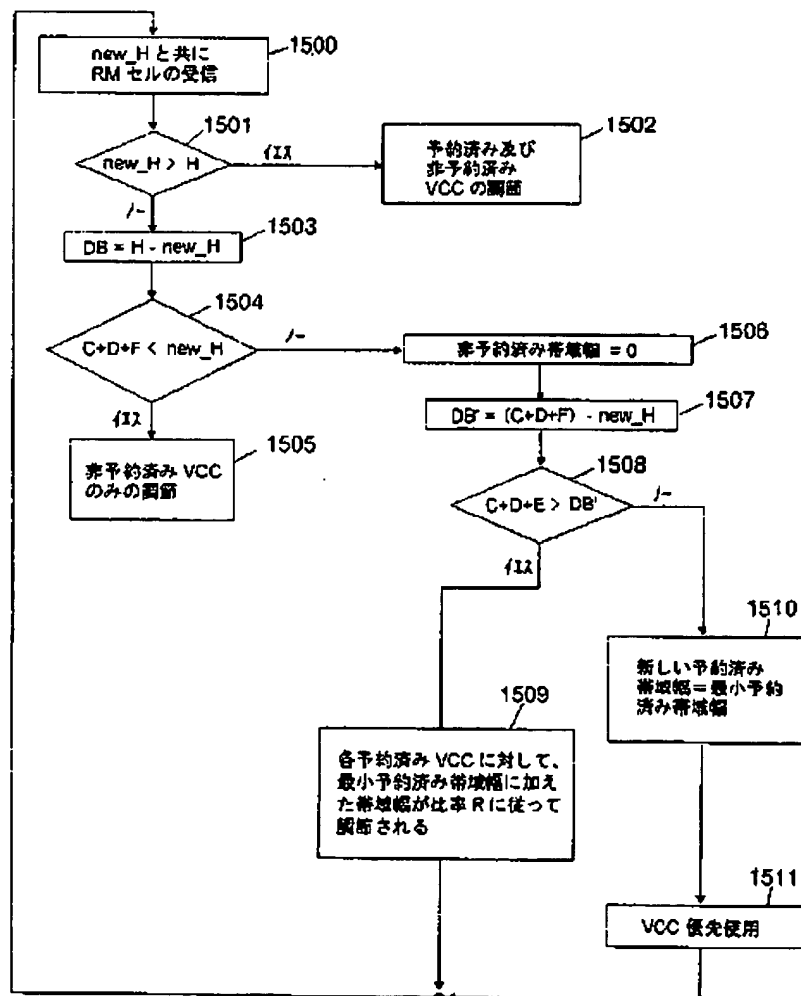 1500
new_H と共に
RM セルの受信
1501
new_H > H
イエス
1502
予約済み及び
非予約済み
VCC の調節
ノー
1503
DB = H - new_H
1504
C+D+F < new_H
ノー
1506
非予約済み帯域幅 = 0
イエス
1505
非予約済み VCC
のみの調節
1507
DB' = (C+D+F) - new_H
1508
C+D+E > DB'
ノー
イエス
1510
新しい予約済み
帯域幅=最小予約
済み帯域幅
1509
各予約済み VCC に対して、
最小予約済み帯域幅に加え
た帯域幅が比率 R に従って
調節される
1511
VCC 優先使用